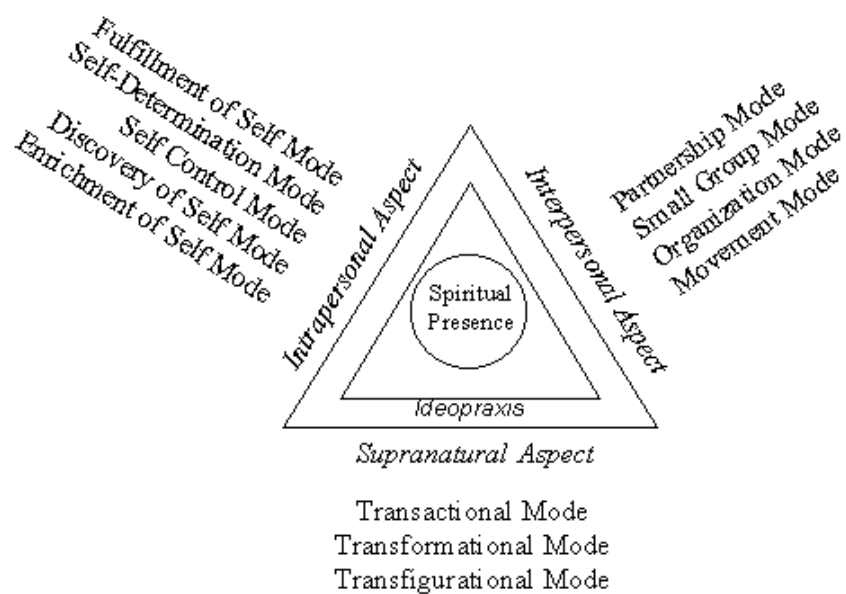 Fulfillment of Self Mode
Self-Determination Mode
Self Control Mode
Discovery of Self Mode
Enrichment of Self Mode
Intrapersonal Aspect
Interpersonal Aspect
Partnership Mode
Small Group Mode
Organization Mode
Movement Mode
Spiritual
Presence
Ideopraxis
Supranatural Aspect
Transactional Mode
Transformational Mode
Transfigurational Mode